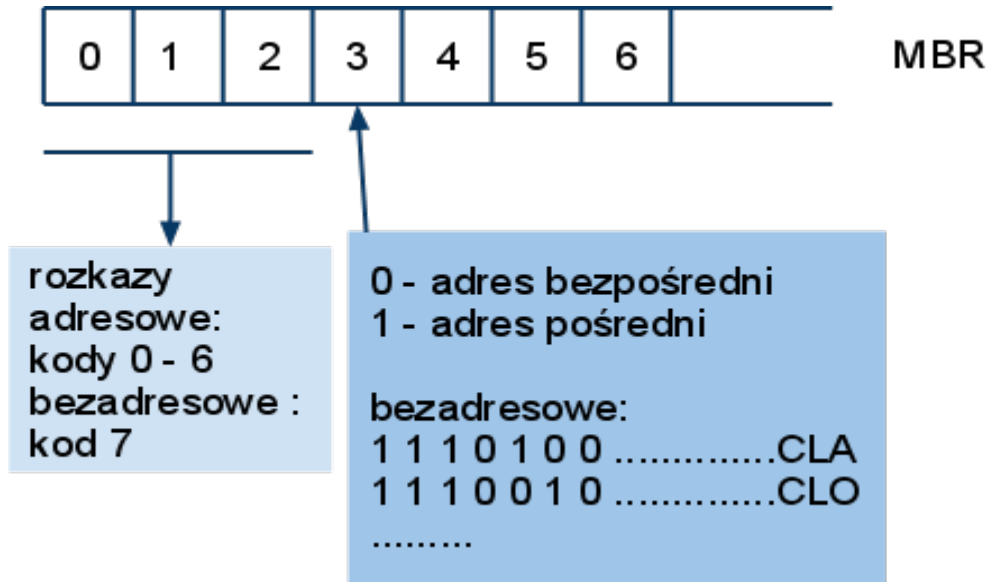 0 1 2 3 4 5 6 MBR
rozkazy
adresowe:
kody 0 - 6
bezadresowe :
kod 7
0 - adres bezpośredni
1 - adres pośredni
bezadresowe:
1 1 1 0 1 0 0 ..............CLA
1 1 1 0 0 1 0 ..............CLO
.........